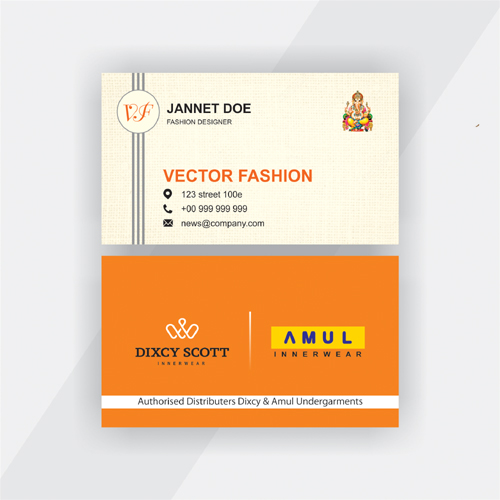 VF
JANNET DOE
FASHION DESIGNER
VECTOR FASHION
123 street 100e
+00 999 999 999
news@company.com
DIXCY SCOTT
INNERWEAR
AMUL
INNERWEAR
Authorised Distributers Dixcy & Amul Undergarments